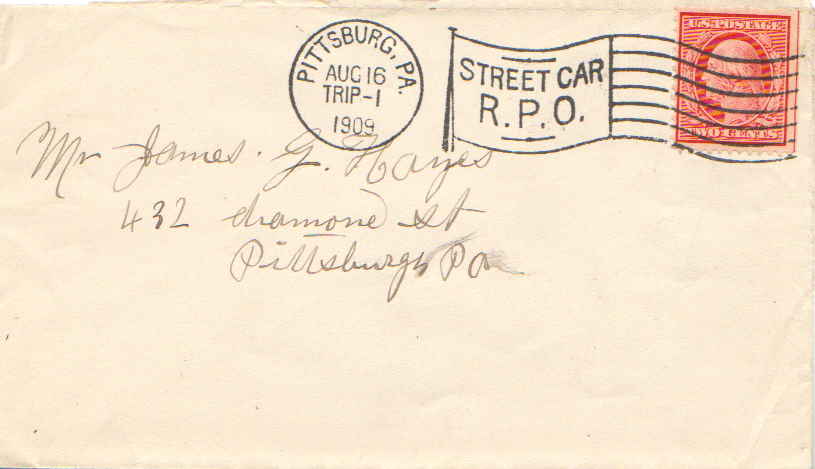 PITTSBURG, PA.
AUG 16
TRIP-1
1909
STREET CAR
R. P. O.
U.S. POSTAGE
TWO CENTS
Mr James. G. Hayes
432 diamond st
Pittsburgh Pa